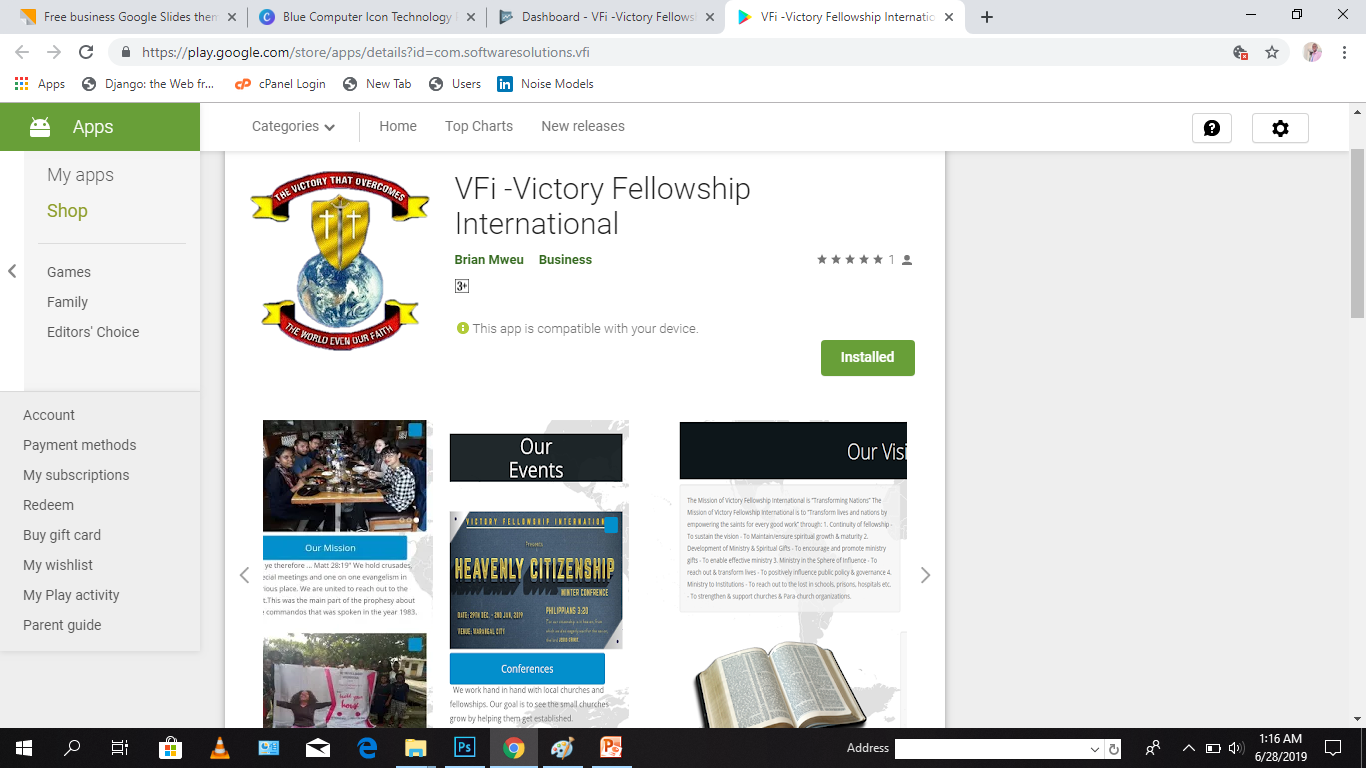 Free business Google Slides them
Blue Computer Icon Technology
Dashboard - VFi -Victory Fellows
VFi -Victory Fellowship Internatio
https://play.google.com/store/apps/details?id=com.softwaresolutions.vfi
Apps
Django: the Web fr...
cPanel Login
New Tab
Users
Noise Models
Apps
Categories
Home
Top Charts
New releases
My apps
Shop
Games
Family
Editors' Choice
Account
Payment methods
My subscriptions
Redeem
Buy gift card
My wishlist
My Play activity
Parent guide
THE VICTORY THAT OVERCOMES
THE WORLD EVEN OUR FAITH
VFi -Victory Fellowship
International
Brian Mweu Business
1
3+
This app is compatible with your device.
Installed
Our Mission
ye therefore ... Matt 28:19" We hold crusades,
cial meetings and one on one evangelism in
ious place. We are united to reach out to the
t.This was the main part of the prophesy about
commandos that was spoken in the year 1983.
Our
Events
VICTORY FELLOWSHIP INTERNATION
Presents
HEAVENLY CITIZENSHIP
WINTER CONFRENCE
DATE: 29TH DEC. - 2ND JAN, 2019
PHILIPPIANS 3:20
VENUE: WARANGAL CITY
Conferences
We work hand in hand with local churches and
fellowships. Our goal is to see the small churches
grow by helping them get established.
Our Visi
The Mission of Victory Fellowship International is "Transforming Nations" The
Mission of Victory Fellowship International is to "Transform lives and nations by
empowering the saints for every good work" through: 1. Continuity of fellowship -
To sustain the vision - To Maintain/ensure spiritual growth & maturity 2.
Development of Ministry & Spiritual Gifts - To encourage and promote ministry
gifts - To enable effective ministry 3. Ministry in the Sphere of Influence - To
reach out & transform lives - To positively influence public policy & governance 4.
Ministry to Institutions - To reach out to the lost in schools, prisons, hospitals etc.
- To strengthen & support churches & Para-church organizations.
Address
1:16 AM
6/28/2019